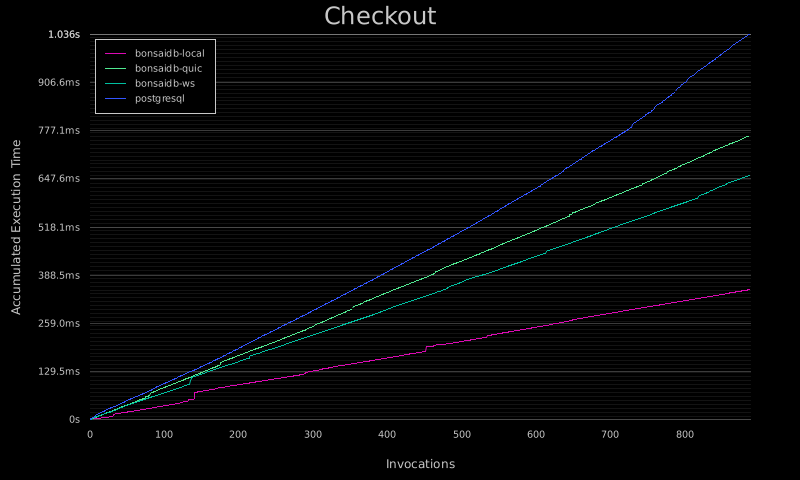 Checkout
1.036s
bonsaidb-local
bonsaidb-quic
906.6ms
bonsaidb-ws
postgresql
777.1ms
647.6ms
518.1ms
388.5ms
259.0ms
129.5ms
0s
Accumulated Execution Time
0 100 200 300 400 500 600 700 800
Invocations